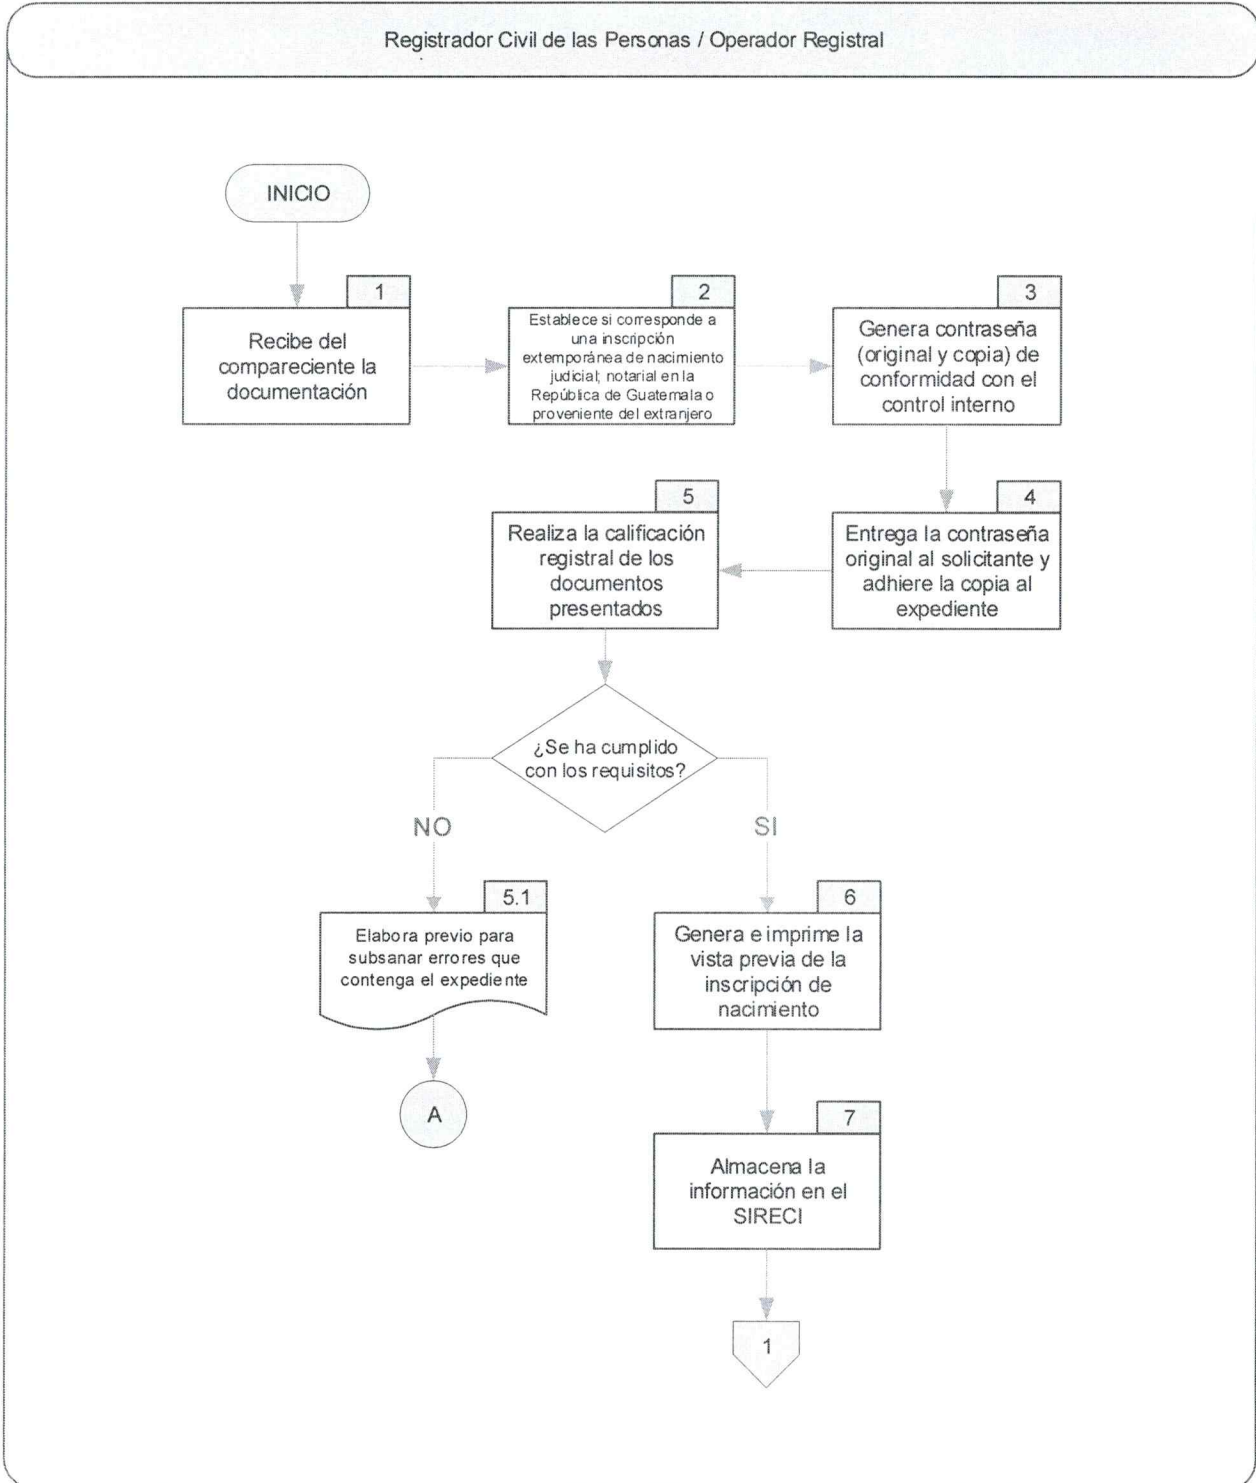 Registrador Civil de las Personas / Operador Registral
INICIO
1
Recibe del
compareciente la
documentación
2
Establece si corresponde a
una inscripción
extemporánea de nacimiento
judicial; notarial en la
República de Guatemala o
proveniente del extranjero
3
Genera contraseña
(original y copia) de
conformidad con el
control interno
4
Entrega la contraseña
original al solicitante y
adhiere la copia al
expediente
5
Realiza la calificación
registral de los
documentos
presentados
¿Se ha cumplido
con los requisitos?
NO
SI
5.1
Elabora previo para
subsanar errores que
contenga el expediente
A
6
Genera e imprime la
vista previa de la
inscripción de
nacimiento
7
Almacena la
información en el
SIRECI
1